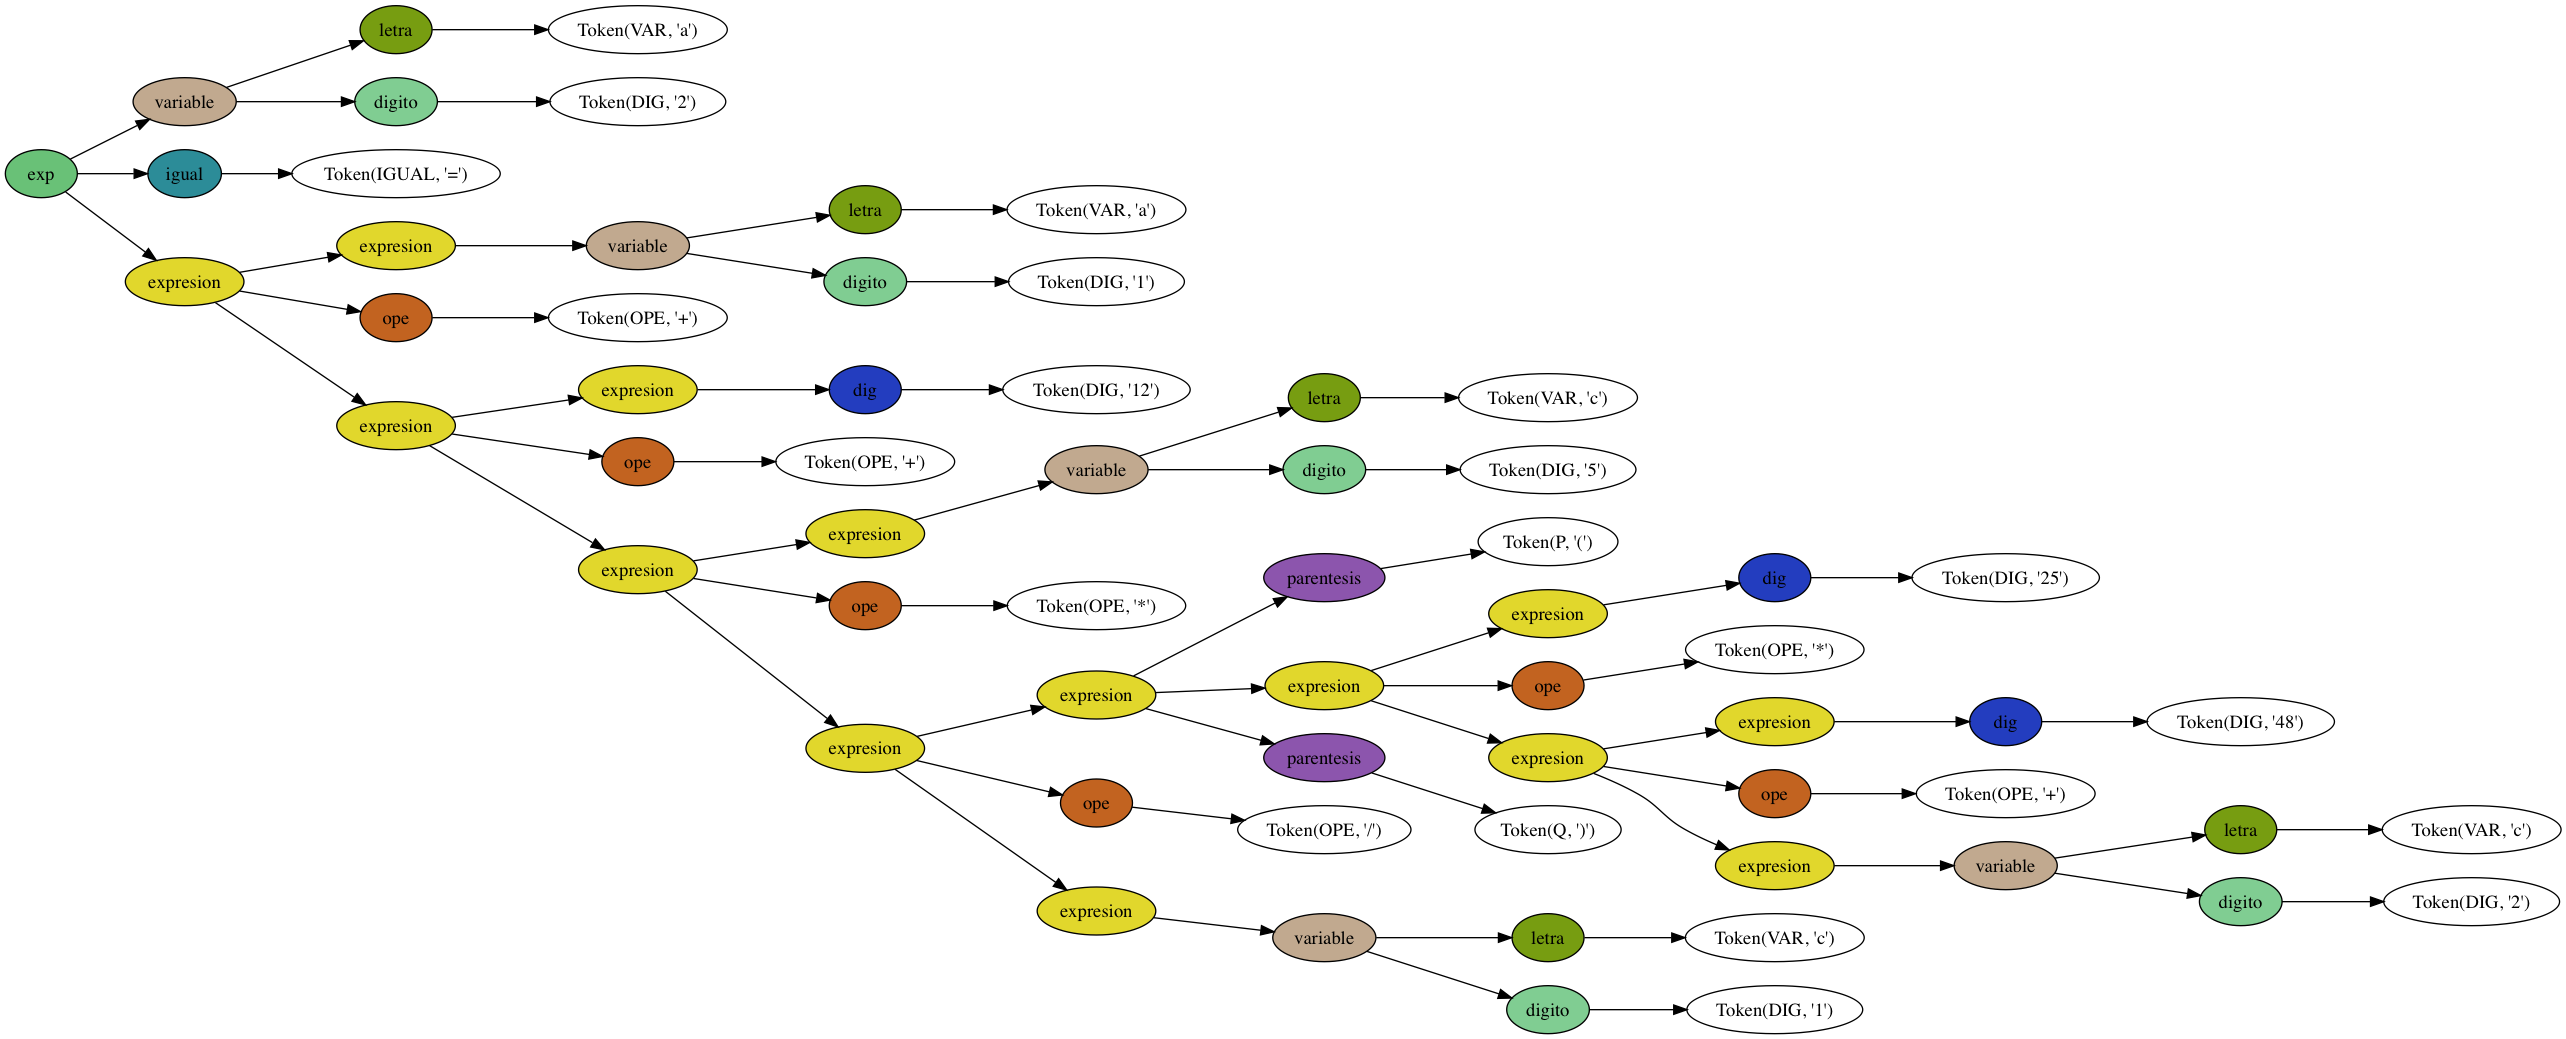 letra
Token(VAR, 'a')
variable
digito
Token(DIG, '2')
exp
igual
Token(IGUAL, '=')
letra
Token(VAR, 'a')
expresion
variable
expresion
digito
Token(DIG, '1')
ope
Token(OPE, '+')
expresion
dig
Token(DIG, '12')
letra
Token(VAR, 'c')
expresion
ope
Token(OPE, '+')
variable
digito
Token(DIG, '5')
expresion
Token(P, '(')
expresion
parentesis
dig
Token(DIG, '25')
ope
Token(OPE, '*')
expresion
Token(OPE, '*')
expresion
expresion
ope
expresion
dig
Token(DIG, '48')
expresion
parentesis
expresion
ope
Token(OPE, '+')
ope
Token(OPE, '/')
Token(Q, ')')
letra
Token(VAR, 'c')
expresion
variable
digito
Token(DIG, '2')
expresion
variable
letra
Token(VAR, 'c')
digito
Token(DIG, '1')